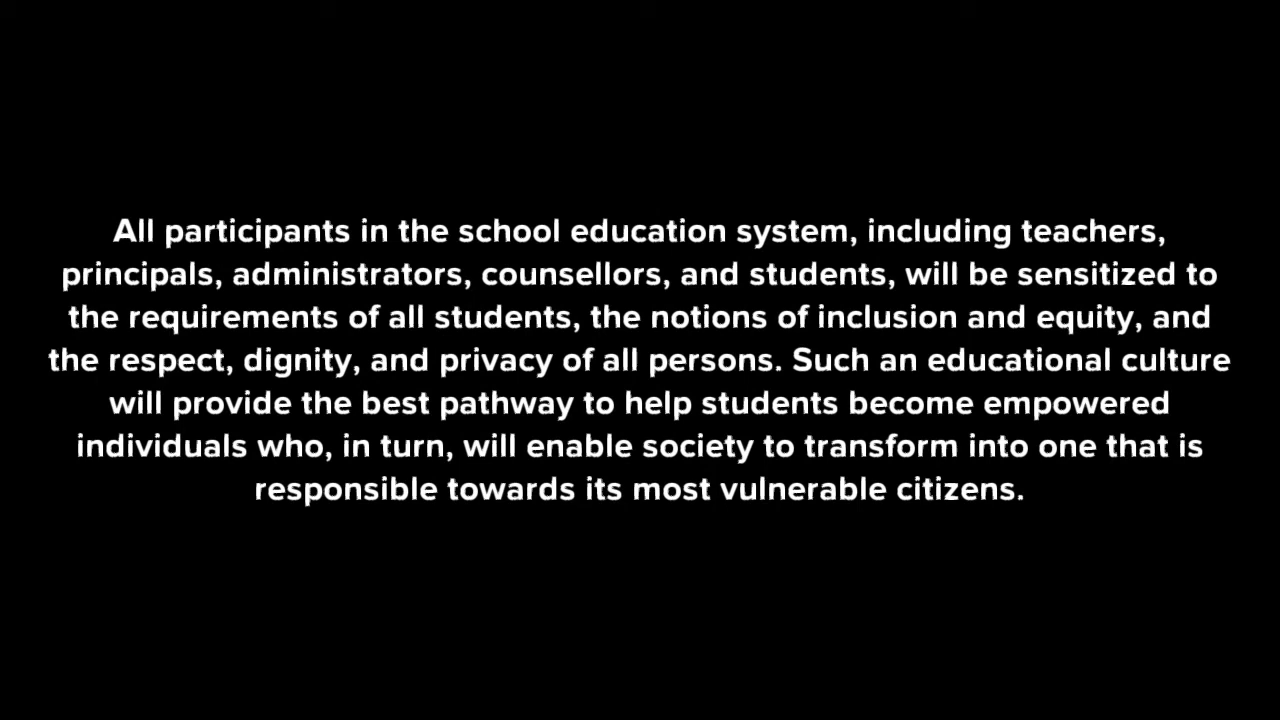 All participants in the school education system, including teachers,
principals, administrators, counsellors, and students, will be sensitized to
the requirements of all students, the notions of inclusion and equity, and
the respect, dignity, and privacy of all persons. Such an educational culture
will provide the best pathway to help students become empowered
individuals who, in turn, will enable society to transform into one that is
responsible towards its most vulnerable citizens.